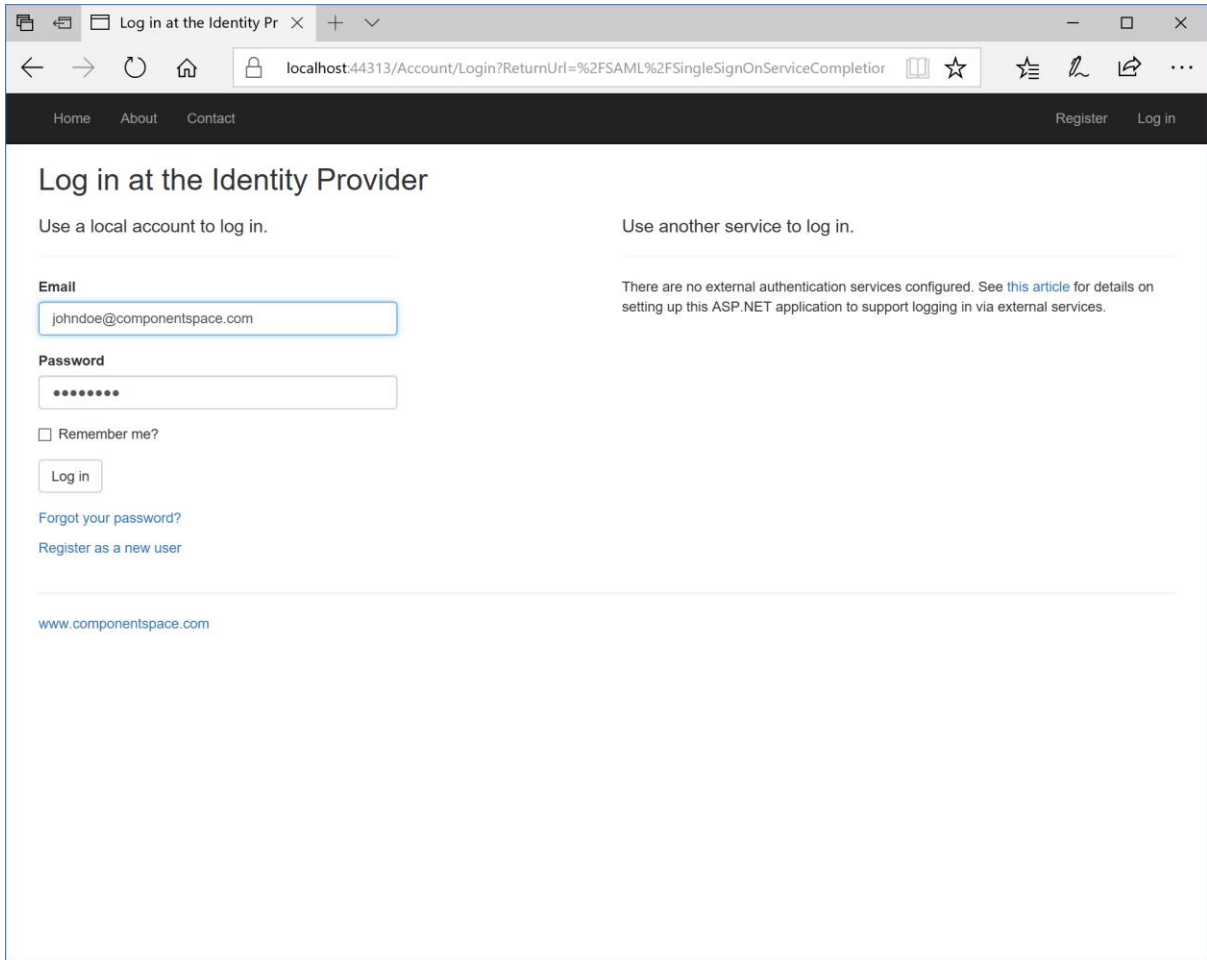 Log in at the Identity Pr
localhost:44313/Account/Login?ReturnUrl=%2FSAML%2FSingleSignOnServiceCompletior
Home About Contact Register Log in
Log in at the Identity Provider
Use a local account to log in.
Email
johndoe@componentspace.com
Password
••••••••
Remember me?
Log in
Forgot your password?
Register as a new user
Use another service to log in.
There are no external authentication services configured. See this article for details on
setting up this ASP.NET application to support logging in via external services.
www.componentspace.com